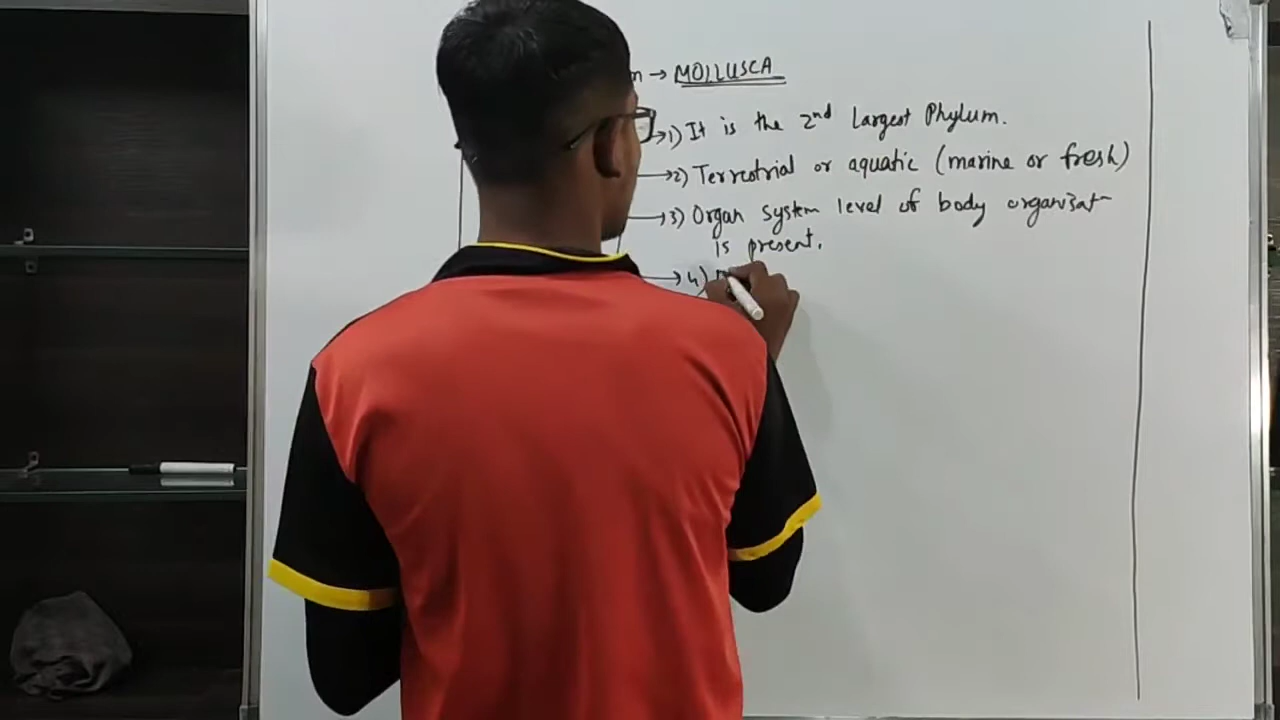 m → MOLLUSCA
→1) It is the 2nd Largest Phylum.
→2) Terrestrial or aquatic (marine or fresh)
→3) Organ System level of body organizat-
is present.
→4)